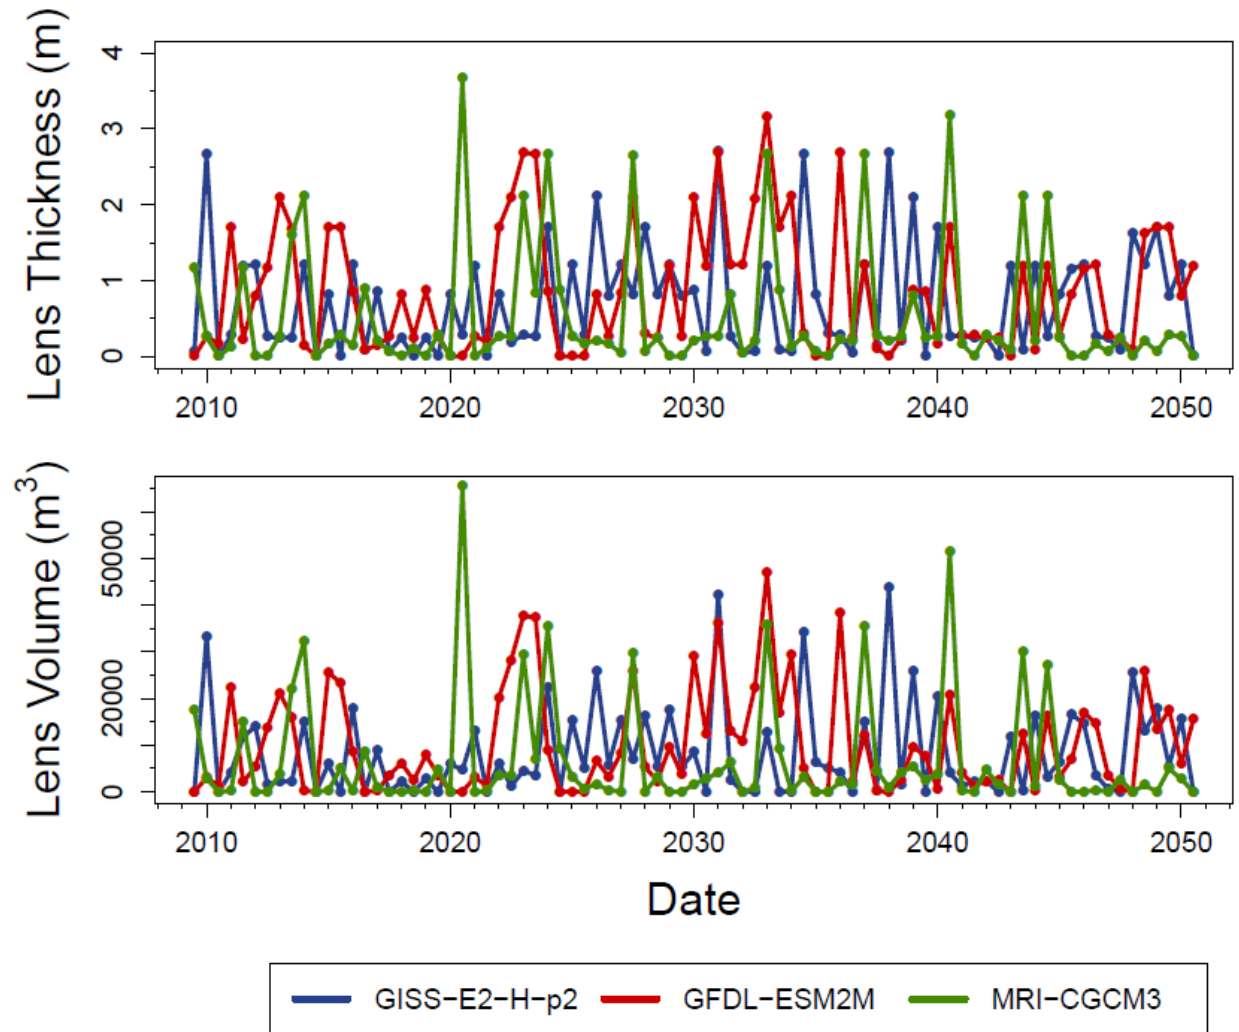 Lens Thickness (m)
4
3
2
1
0
2010 2020 2030 2040 2050
Lens Volume (m³)
50000
20000
0
2010 2020 2030 2040 2050
Date
GISS−E2−H−p2 GFDL−ESM2M MRI−CGCM3